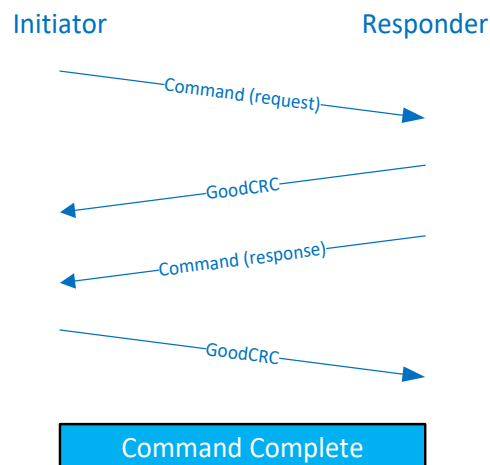 Initiator
Responder
Command (request)
GoodCRC
Command (response)
GoodCRC
Command Complete